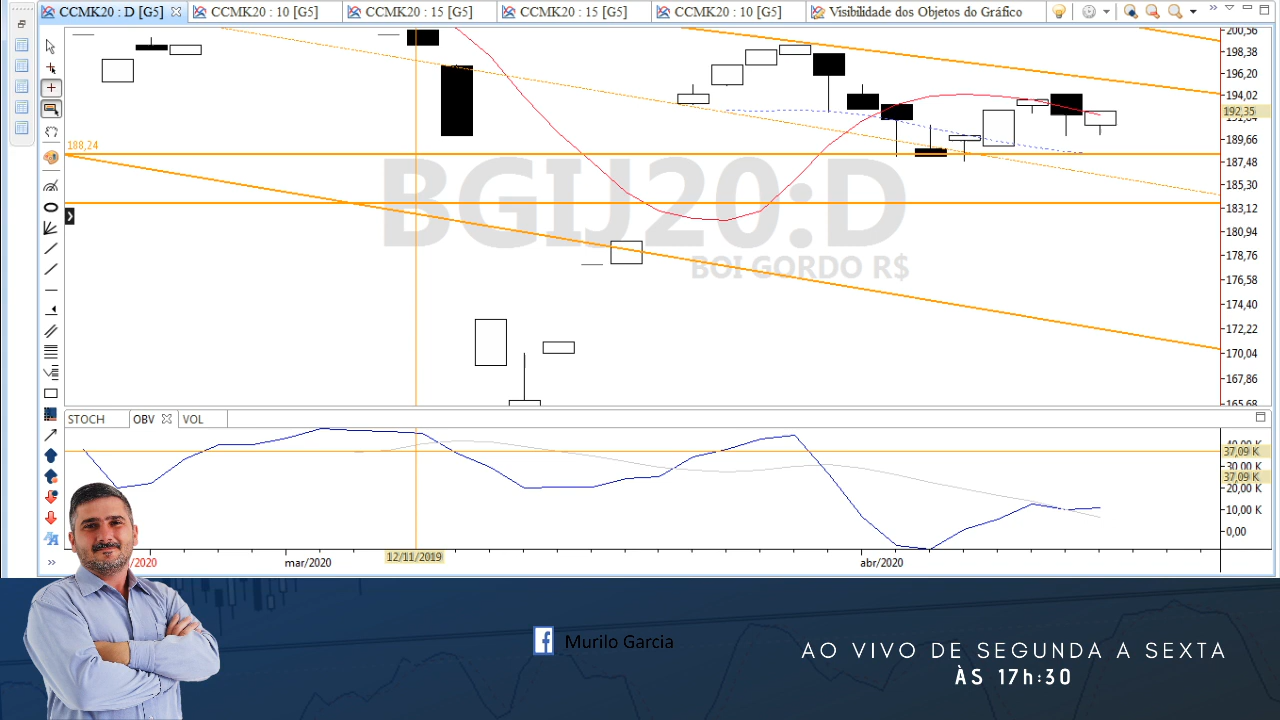 CCMK20 : D [G5] CCMK20 : 10 [G5] CCMK20 : 15 [G5] CCMK20 : 15 [G5] CCMK20 : 10 [G5] Visibilidade dos Objetos do Gráfico
200,56
198,38
196,20
194,02
192,35
189,66
188,24
187,48
185,30
183,12
180,94
178,76
176,58
174,40
172,22
170,04
167,86
165,68
BGIJ20:D
BOI GORDO R$
STOCH OBV VOL
40,00 K
37,09 K
30,00 K
37,09 K
20,00 K
10,00 K
0,00
/2020 mar/2020 12/11/2019 abr/2020
Murilo Garcia
AO VIVO DE SEGUNDA A SEXTA
ÀS 17h:30